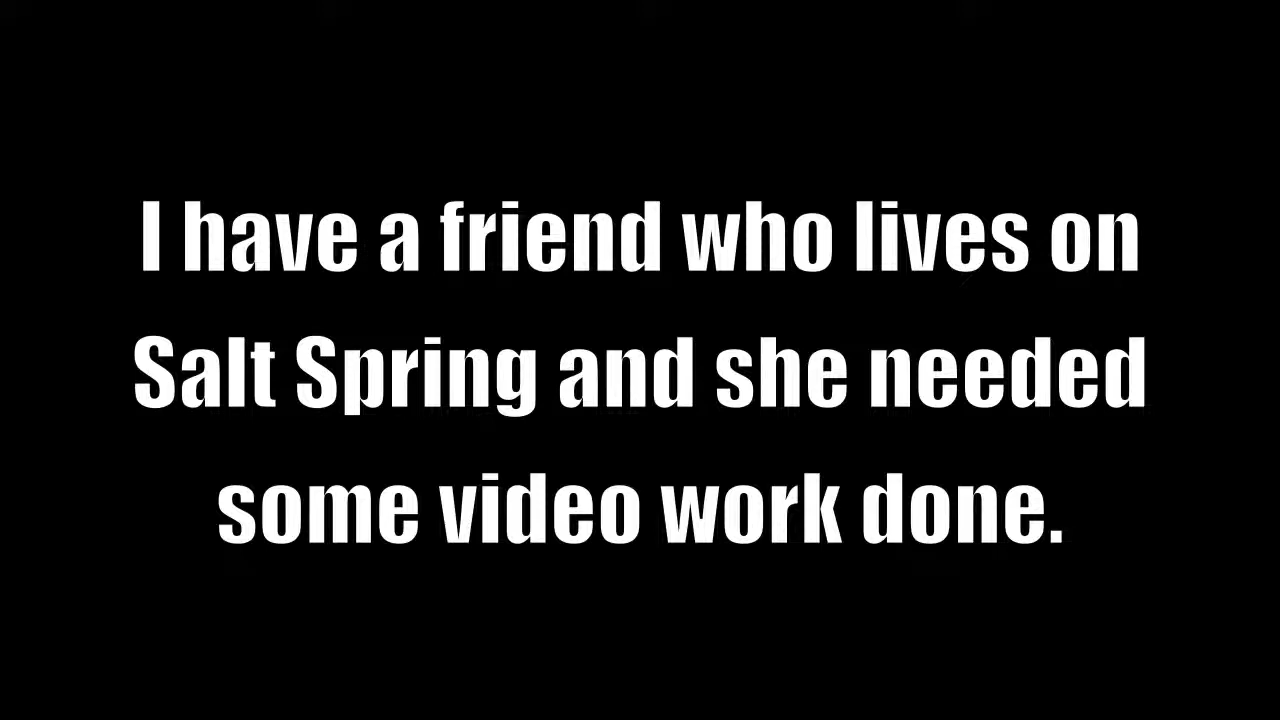 I have a friend who lives on
Salt Spring and she needed
some video work done.